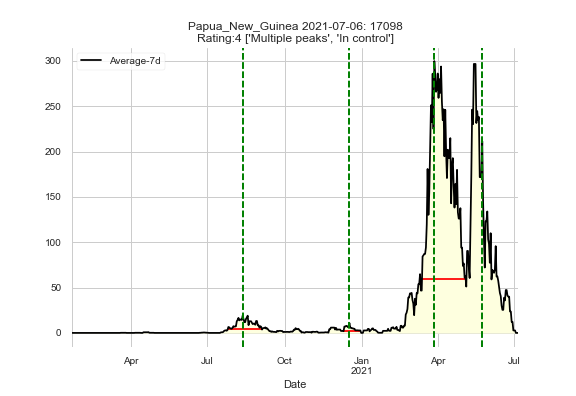 Papua_New_Guinea 2021-07-06: 17098
Rating:4 ['Multiple peaks', 'In control']
Average-7d
300
250
200
150
100
50
0
Apr Jul Oct Jan Apr Jul
2021
Date